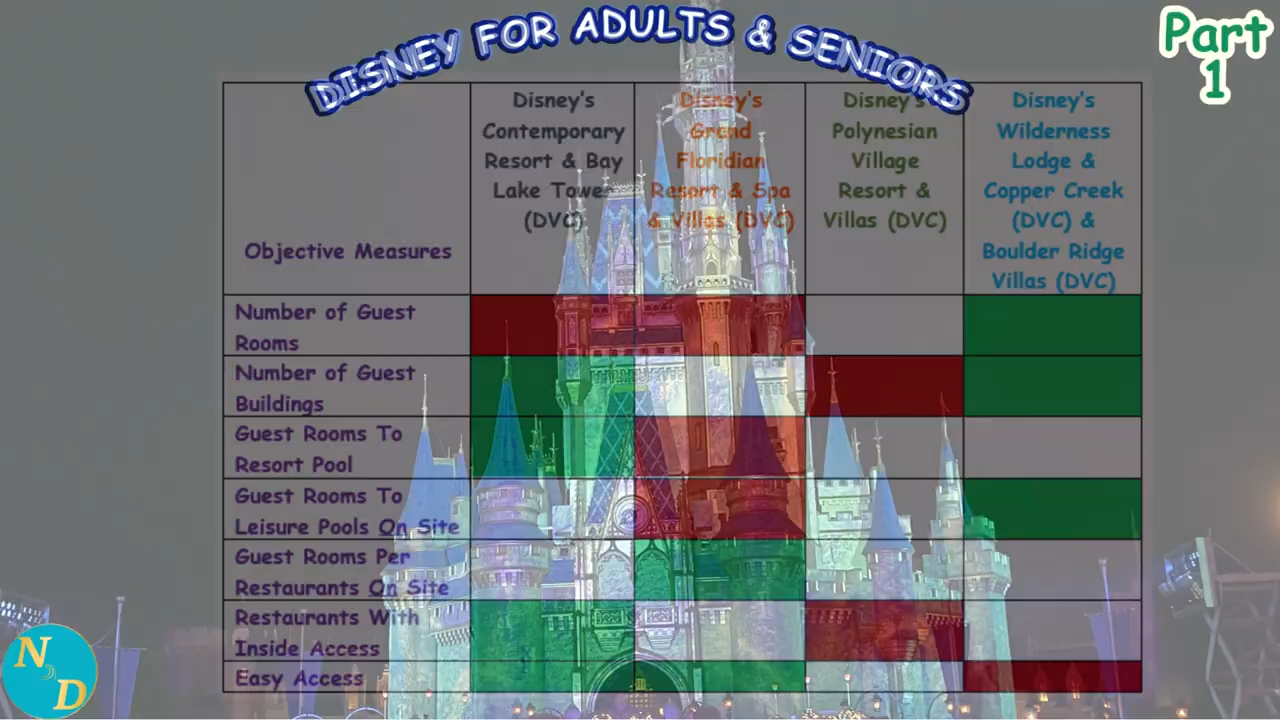 DISNEY FOR ADULTS & SENIORS
Part
1
Objective Measures
Disney's
Contemporary
Resort & Bay
Lake Tower
(DVC)
Disney's
Grand
Floridian
Resort & Spa
& Villas (DVC)
Disney's
Polynesian
Village
Resort &
Villas (DVC)
Disney's
Wilderness
Lodge &
Copper Creek
(DVC) &
Boulder Ridge
Villas (DVC)
Number of Guest
Rooms
Number of Guest
Buildings
Guest Rooms To
Resort Pool
Guest Rooms To
Leisure Pools On Site
Guest Rooms Per
Restaurants On Site
Restaurants With
Inside Access
Easy Access
N
D